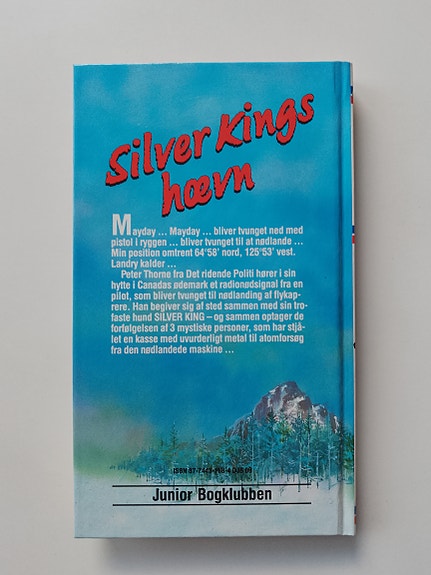 Silver Kings
hævn
Mayday ... Mayday ... bliver tvunget ned med
pistol i ryggen ... bliver tvunget til at nødlande ...
Min position omtrent 64°58' nord, 125°53' vest.
Landry kalder ...
Peter Thorne fra Det ridende Politi hører i sin
hytte i Canadas ødemark et radionødsignal fra en
pilot, som bliver tvunget til nødlanding af flykap-
rere. Han begiver sig af sted sammen med sin tro-
faste hund SILVER KING – og sammen optager de
forfølgelsen af 3 mystiske personer, som har stjå-
let en kasse med uvurderligt metal til atomforsøg
fra den nødlandede maskine ...
ISBN
Junior Bogklubben